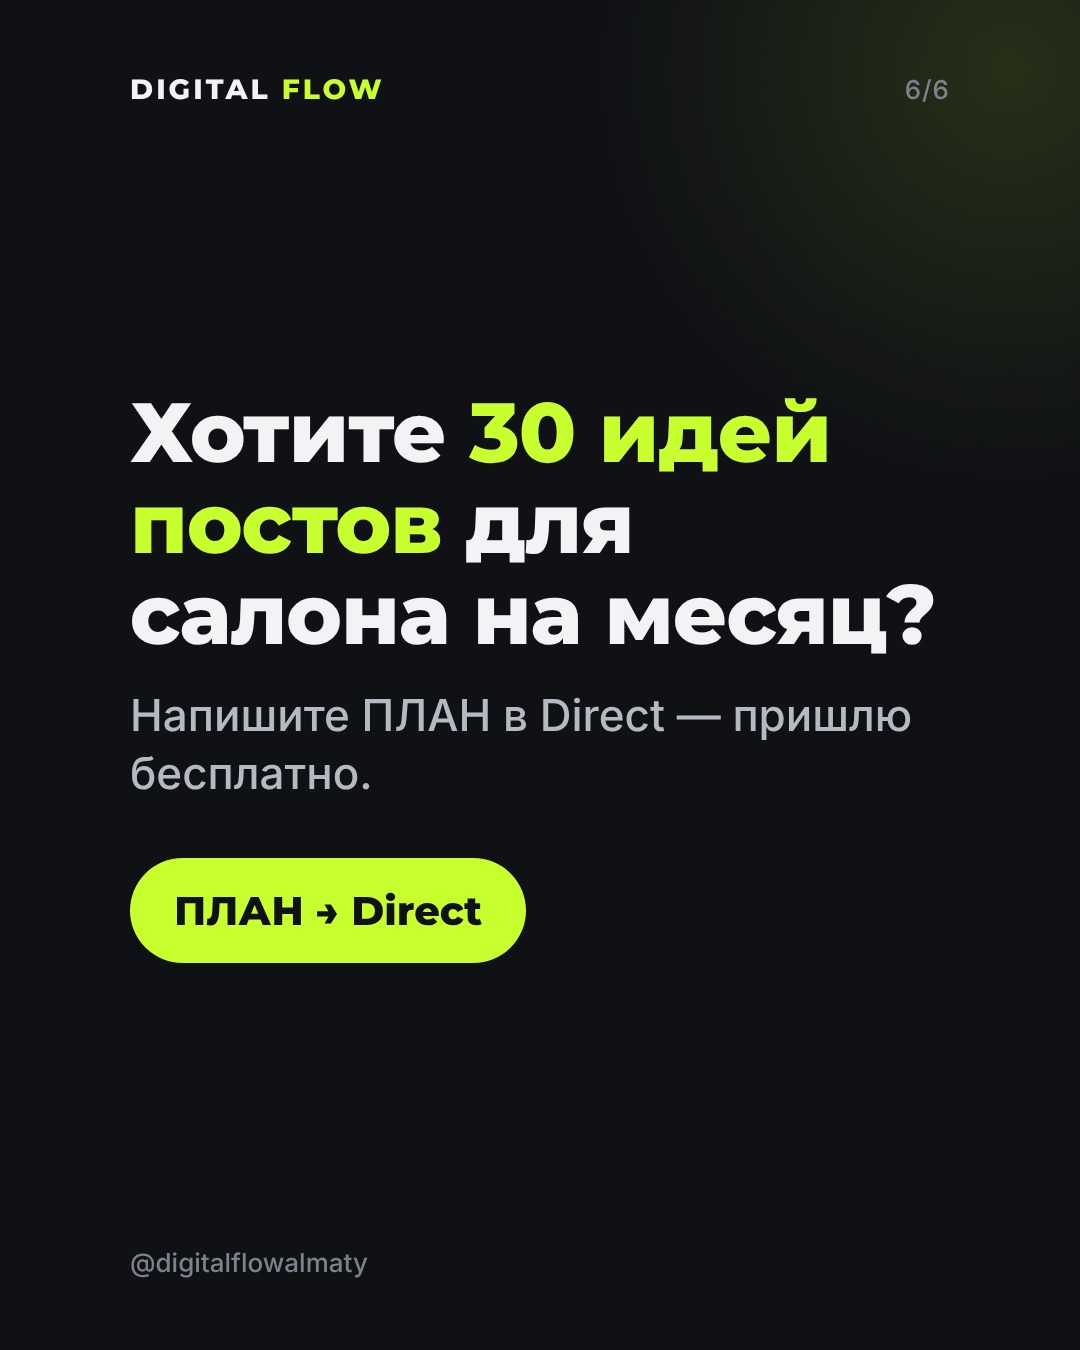 DIGITAL FLOW
6/6
Хотите 30 идей
постов для
салона на месяц?
Напишите ПЛАН в Direct — пришлю
бесплатно.
ПЛАН → Direct
@digitalflowalmaty